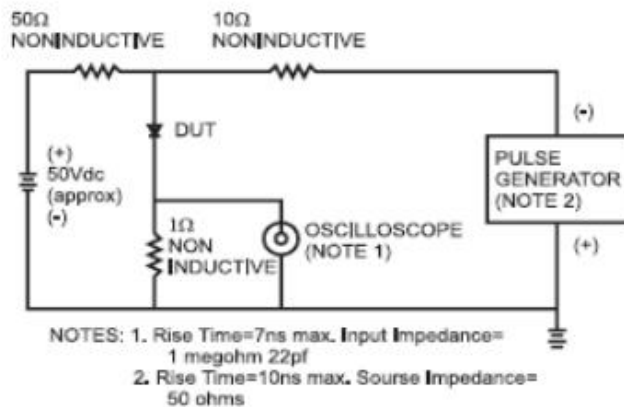 50Ω
NONINDUCTIVE
10Ω
NONINDUCTIVE
DUT
(+)
50Vdc
(approx)
(-)
1Ω
NON
INDUCTIVE
OSCILLOSCOPE
(NOTE 1)
(-)
PULSE
GENERATOR
(NOTE 2)
(+)
NOTES: 1. Rise Time=7ns max. Input Impedance=
1 megohm 22pf
2. Rise Time=10ns max. Sourse Impedance=
50 ohms